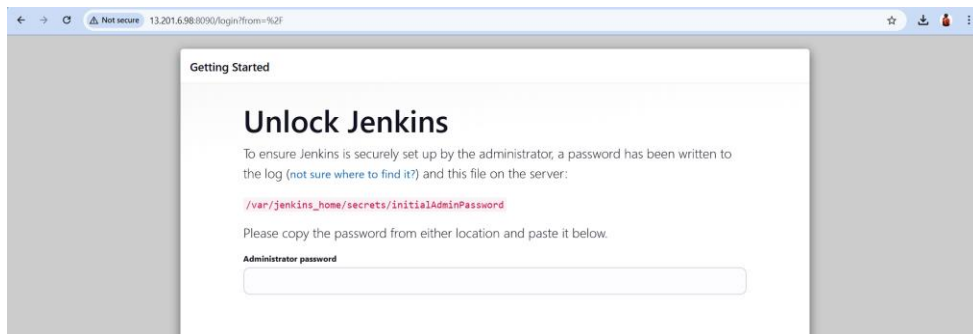 Not secure 13.201.6.98:8090/login?from=%2F
Getting Started
Unlock Jenkins
To ensure Jenkins is securely set up by the administrator, a password has been written to
the log (not sure where to find it?) and this file on the server:
/var/jenkins_home/secrets/initialAdminPassword
Please copy the password from either location and paste it below.
Administrator password